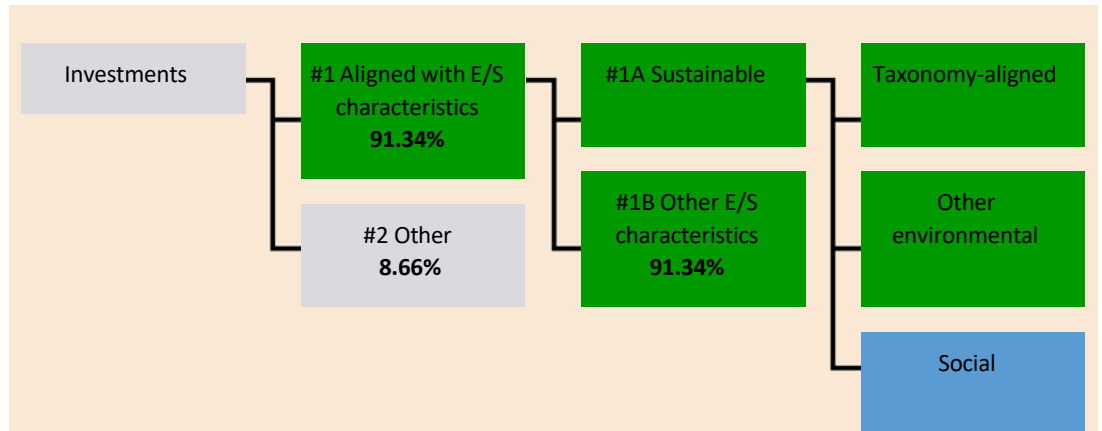 Investments
#1 Aligned with E/S
characteristics
91.34%
#2 Other
8.66%
#1A Sustainable
#1B Other E/S
characteristics
91.34%
Taxonomy-aligned
Other
environmental
Social